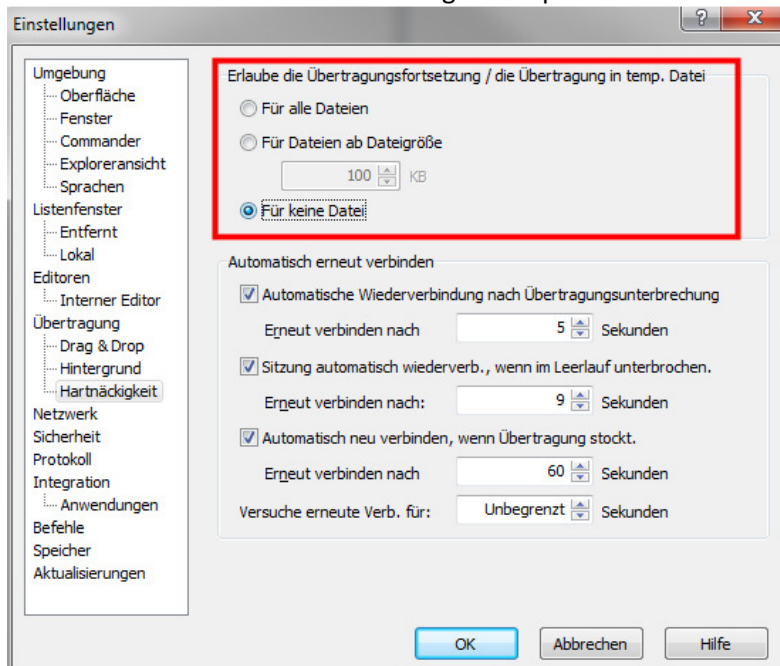 Einstellungen
Umgebung
Oberfläche
Fenster
Commander
Exploreransicht
Sprachen
Listenfenster
Entfernt
Lokal
Editoren
Interner Editor
Übertragung
Drag & Drop
Hintergrund
Hartnäckigkeit
Netzwerk
Sicherheit
Protokoll
Integration
Anwendungen
Befehle
Speicher
Aktualisierungen
Erlaube die Übertragungsfortsetzung / die Übertragung in temp. Datei
Für alle Dateien
Für Dateien ab Dateigröße
100 KB
Für keine Datei
Automatisch erneut verbinden
Automatische Wiederverbindung nach Übertragungsunterbrechung
Erneut verbinden nach 5 Sekunden
Sitzung automatisch wiederverb., wenn im Leerlauf unterbrochen.
Erneut verbinden nach: 9 Sekunden
Automatisch neu verbinden, wenn Übertragung stockt.
Erneut verbinden nach 60 Sekunden
Versuche erneute Verb. für: Unbegrenzt Sekunden
OK Abbrechen Hilfe